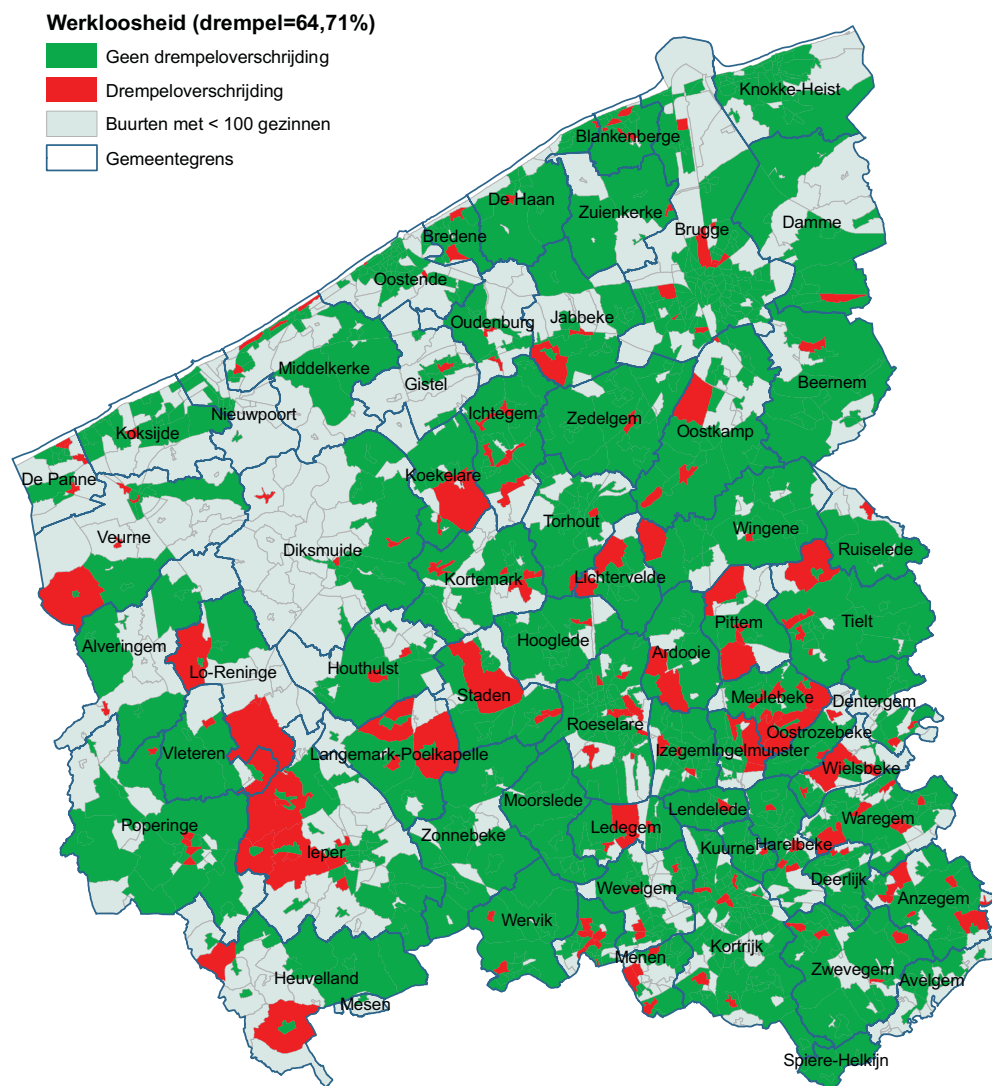 Werkloosheid (drempel=64,71%)
Geen drempeloverschrijding
Drempeloverschrijding
Buurten met < 100 gezinnen
Gemeentegrens
Knokke-Heist
Blankenberge
De Haan
Zuienkerke
Damme
Brugge
Bredene
Oostende
Oudenburg
Jabbeke
Middelkerke
Gistel
Beernem
Nieuwpoort
Ichtegem
Zedelgem
Koksijde
Oostkamp
De Panne
Koekelare
Torhout
Wingene
Veurne
Diksmuide
Ruiselede
Kortemark
Lichtervelde
Pittem
Tielt
Alveringem
Hooglede
Ardooie
Lo-Reninge
Houthulst
Staden
Meulebeke
Dentergem
Roeselare
Oostrozebeke
Vleteren
Langemark-Poelkapelle
Izegem
Ingelmunster
Wielsbeke
Moorslede
Lendelede
Waregem
Poperinge
Zonnebeke
Ledegem
Ieper
Kuurne
Harelbeke
Deerlijk
Wevelgem
Anzegem
Wervik
Menen
Kortrijk
Zwevegem
Heuvelland
Avelgem
Mesen
Spiere-Helkijn